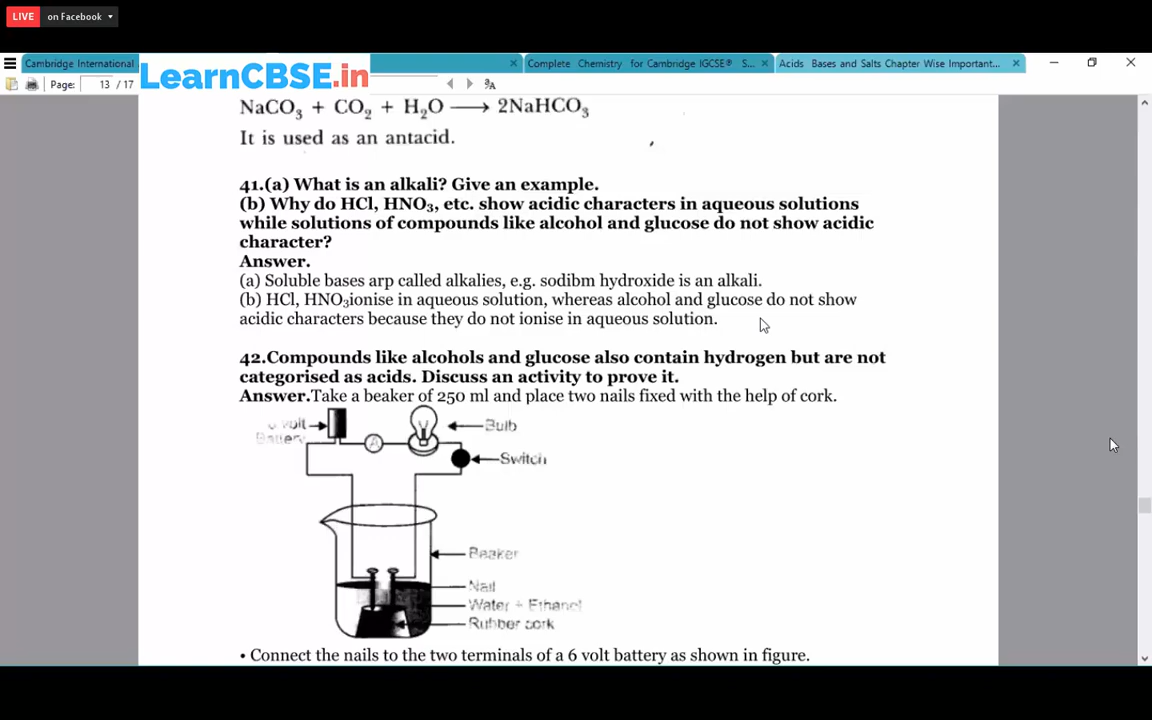 LIVE on Facebook
Cambridge International
Complete Chemistry for Cambridge IGCSE® S...
Acids Bases and Salts Chapter Wise Important...
Page: 13 / 17
LearnCBSE.in
NaCO₃ + CO₂ + H₂O ⟶ 2NaHCO₃
It is used as an antacid.
41.(a) What is an alkali? Give an example.
(b) Why do HCl, HNO₃, etc. show acidic characters in aqueous solutions
while solutions of compounds like alcohol and glucose do not show acidic
character?
Answer.
(a) Soluble bases arp called alkalies, e.g. sodibm hydroxide is an alkali.
(b) HCl, HNO₃ionise in aqueous solution, whereas alcohol and glucose do not show
acidic characters because they do not ionise in aqueous solution.
42.Compounds like alcohols and glucose also contain hydrogen but are not
categorised as acids. Discuss an activity to prove it.
Answer.Take a beaker of 250 ml and place two nails fixed with the help of cork.
volt
Battery
A
Bulb
Switch
Beaker
Nail
Water + Ethanol
Rubber cork
• Connect the nails to the two terminals of a 6 volt battery as shown in figure.